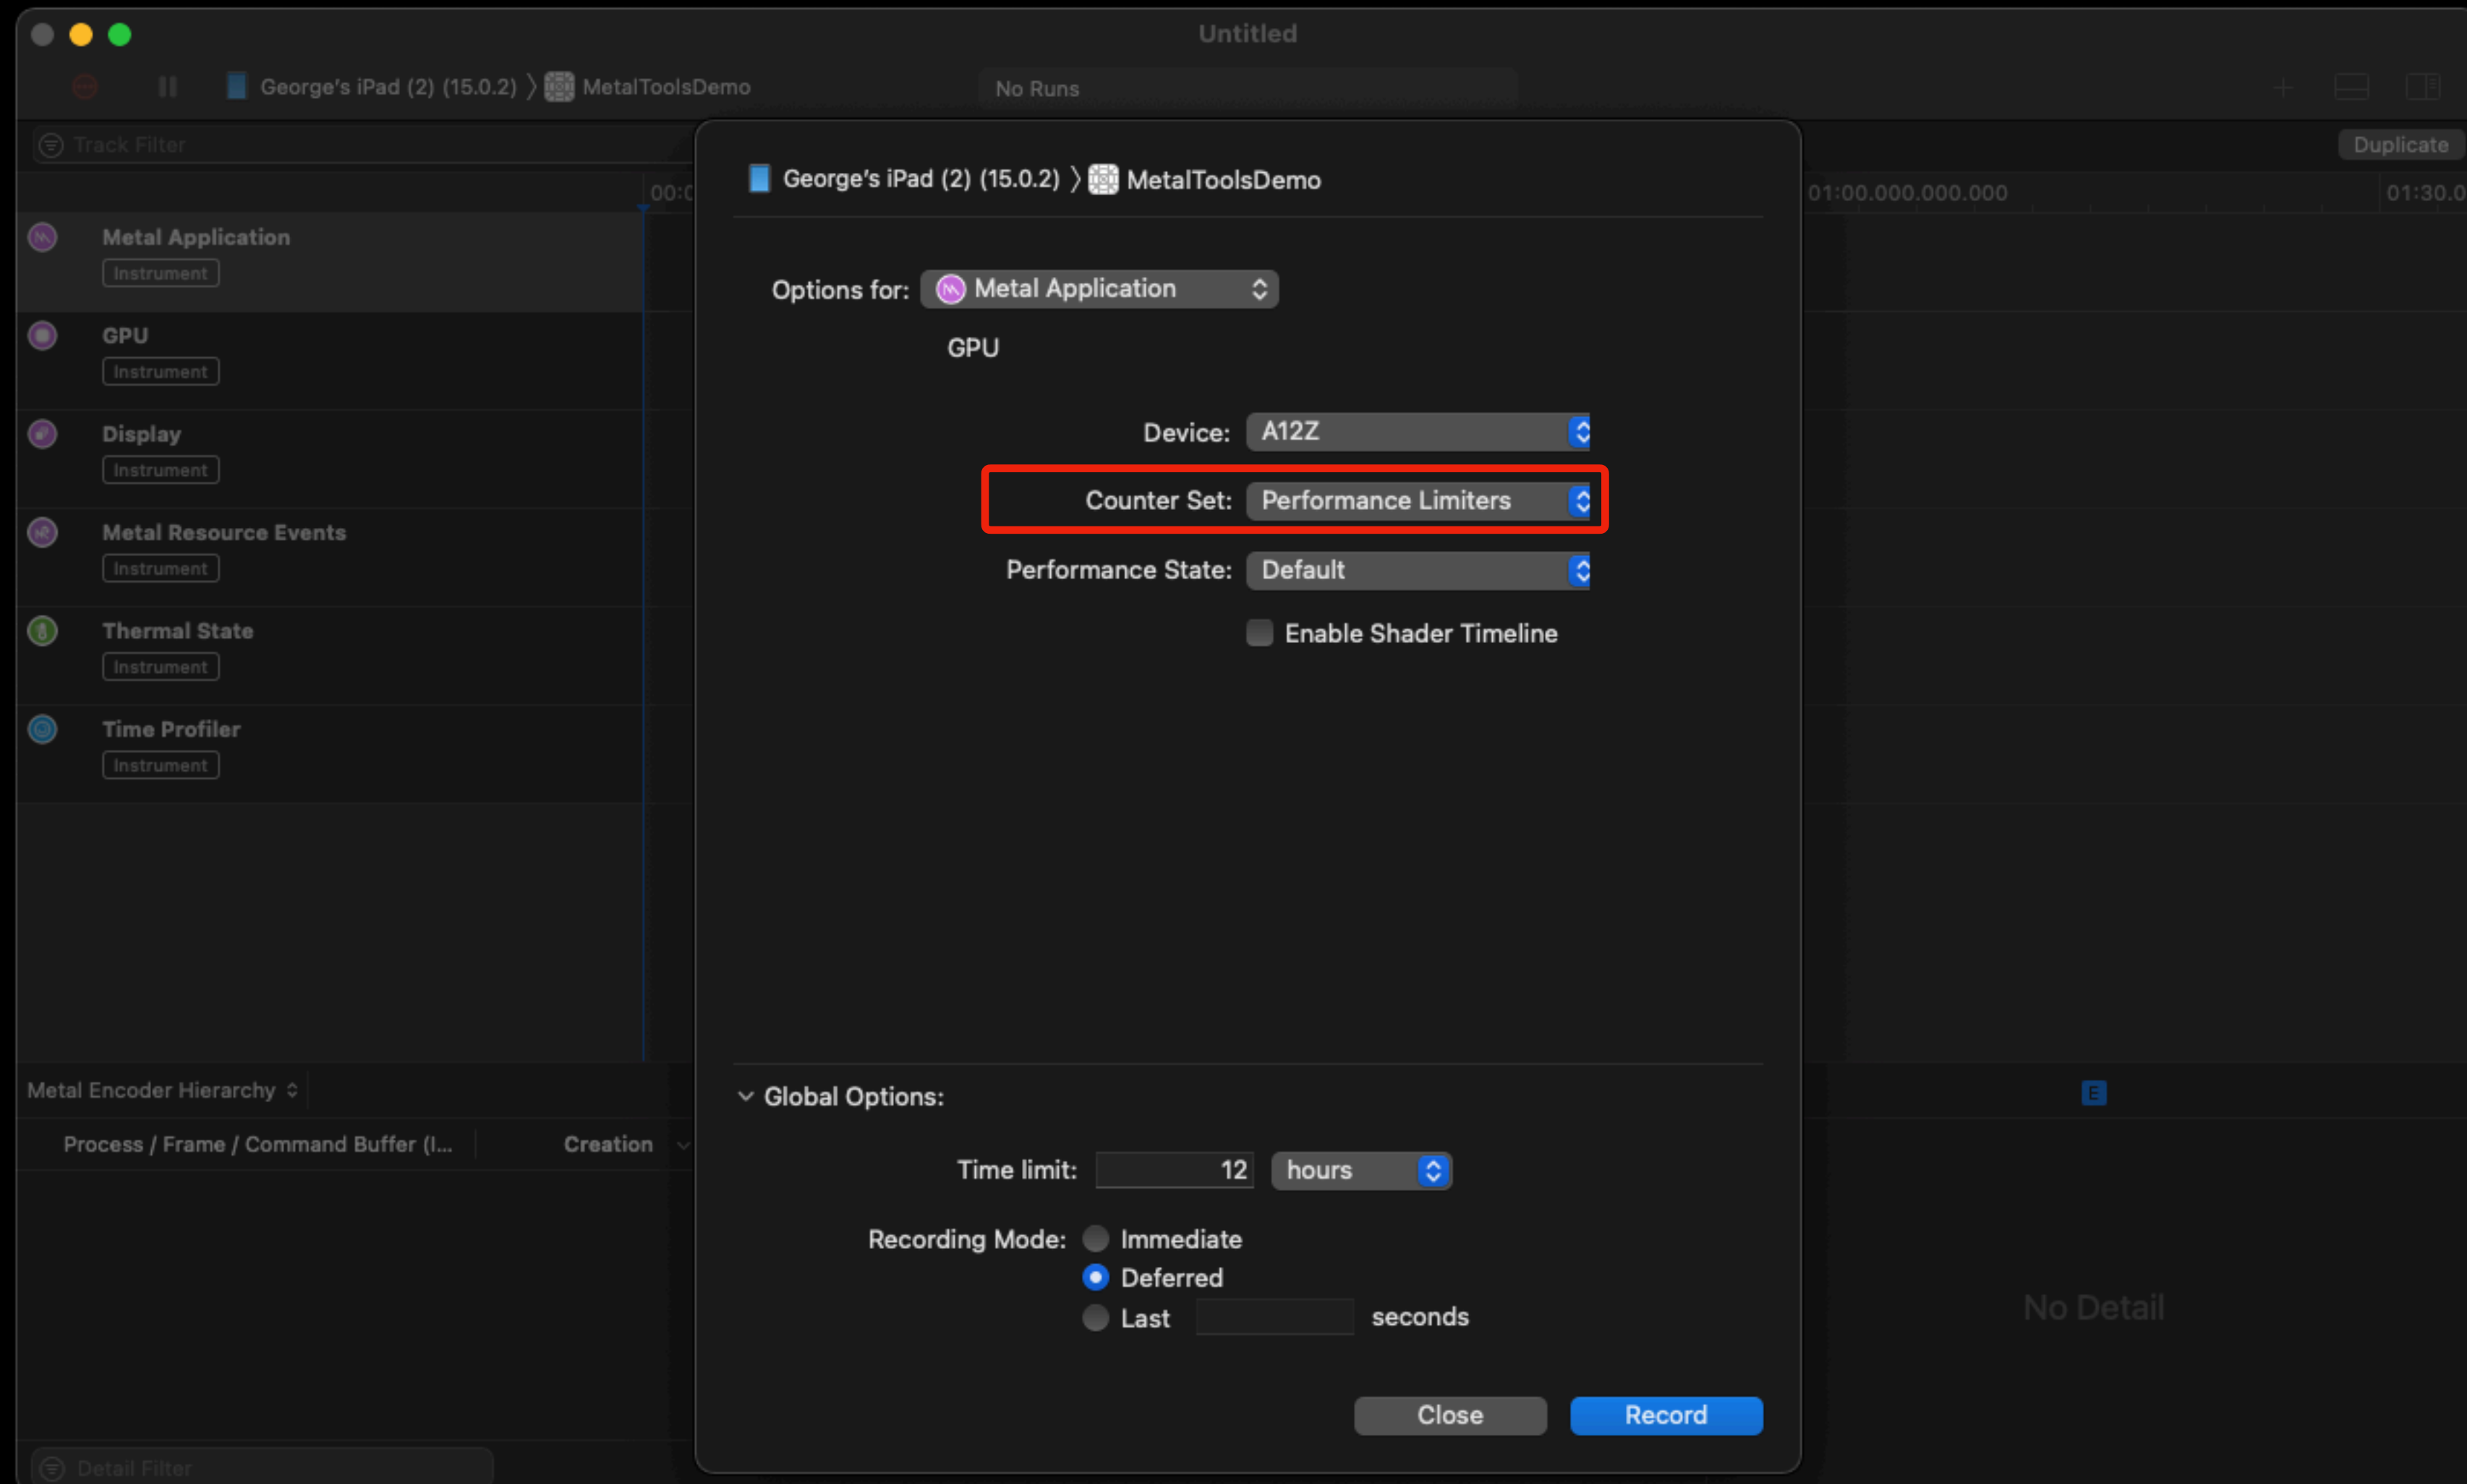 Untitled
George's iPad (2) (15.0.2) 〉 MetalToolsDemo
No Runs
Track Filter
Duplicate
01:00.000.000.000
Metal Application
Instrument
GPU
Instrument
Display
Instrument
Metal Resource Events
Instrument
Thermal State
Instrument
Time Profiler
Instrument
George's iPad (2) (15.0.2) 〉 MetalToolsDemo
Options for: Metal Application
GPU
Device: A12Z
Counter Set: Performance Limiters
Performance State: Default
Enable Shader Timeline
Global Options:
Time limit: 12 hours
Recording Mode: Immediate
Deferred
Last seconds
Close Record
Metal Encoder Hierarchy
Process / Frame / Command Buffer (I... Creation
E
No Detail
Detail Filter